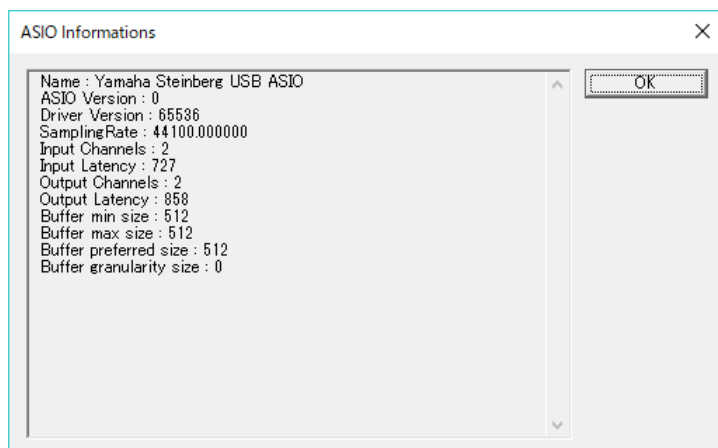 ASIO Informations
Name : Yamaha Steinberg USB ASIO
ASIO Version : 0
Driver Version : 65536
SamplingRate : 44100.000000
Input Channels : 2
Input Latency : 727
Output Channels : 2
Output Latency : 858
Buffer min size : 512
Buffer max size : 512
Buffer preferred size : 512
Buffer granularity size : 0
OK